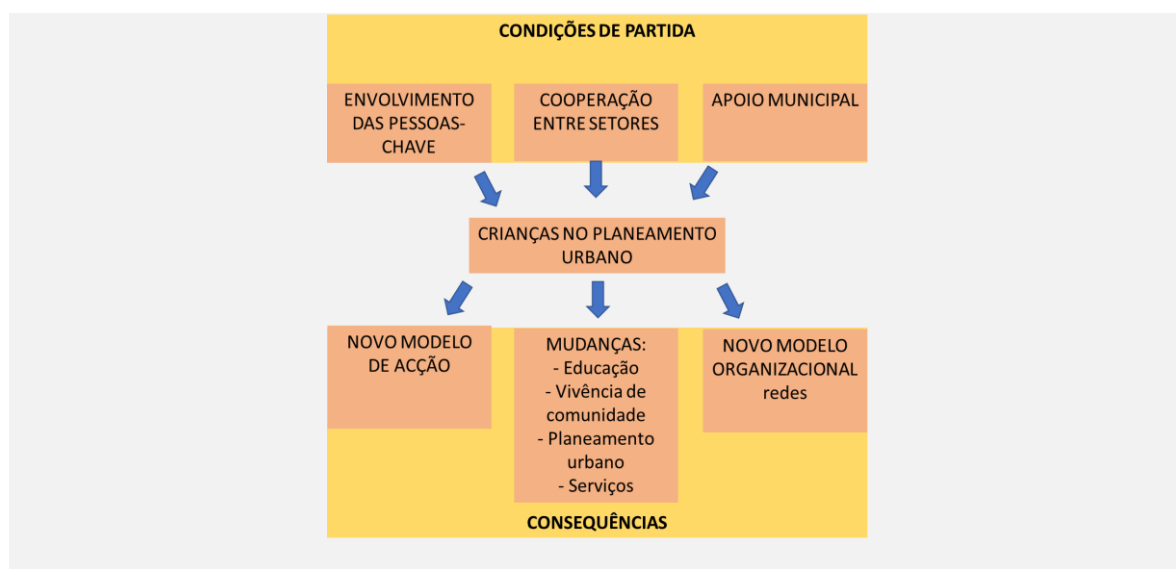 CONDIÇÕES DE PARTIDA
ENVOLVIMENTO
DAS PESSOAS-
CHAVE
COOPERAÇÃO
ENTRE SETORES
APOIO MUNICIPAL
CRIANÇAS NO PLANEAMENTO
URBANO
NOVO MODELO
DE ACÇÃO
MUDANÇAS:
- Educação
- Vivência de
comunidade
- Planeamento
urbano
- Serviços
NOVO MODELO
ORGANIZACIONAL
redes
CONSEQUÊNCIAS